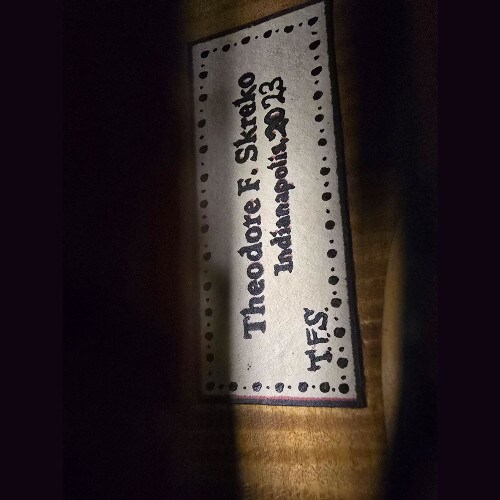 Theodore F. Skreko
Indianapolis, 2023
T.F.S.